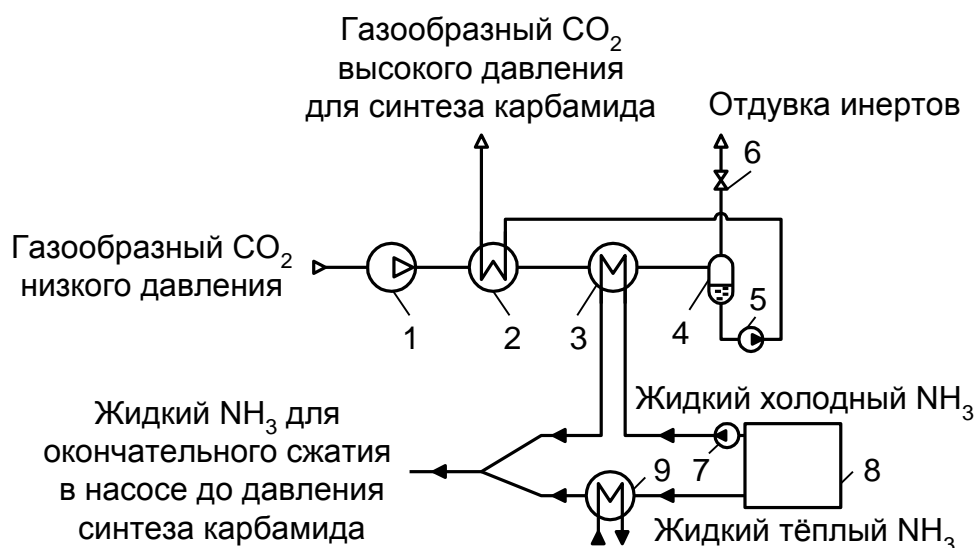 Газообразный CO2
высокого давления
для синтеза карбамида
Отдувка инертов
6
Газообразный CO2
низкого давления
1
2
3
4
5
Жидкий NH3 для
окончательного сжатия
в насосе до давления
синтеза карбамида
Жидкий холодный NH3
7
8
9
Жидкий тёплый NH3